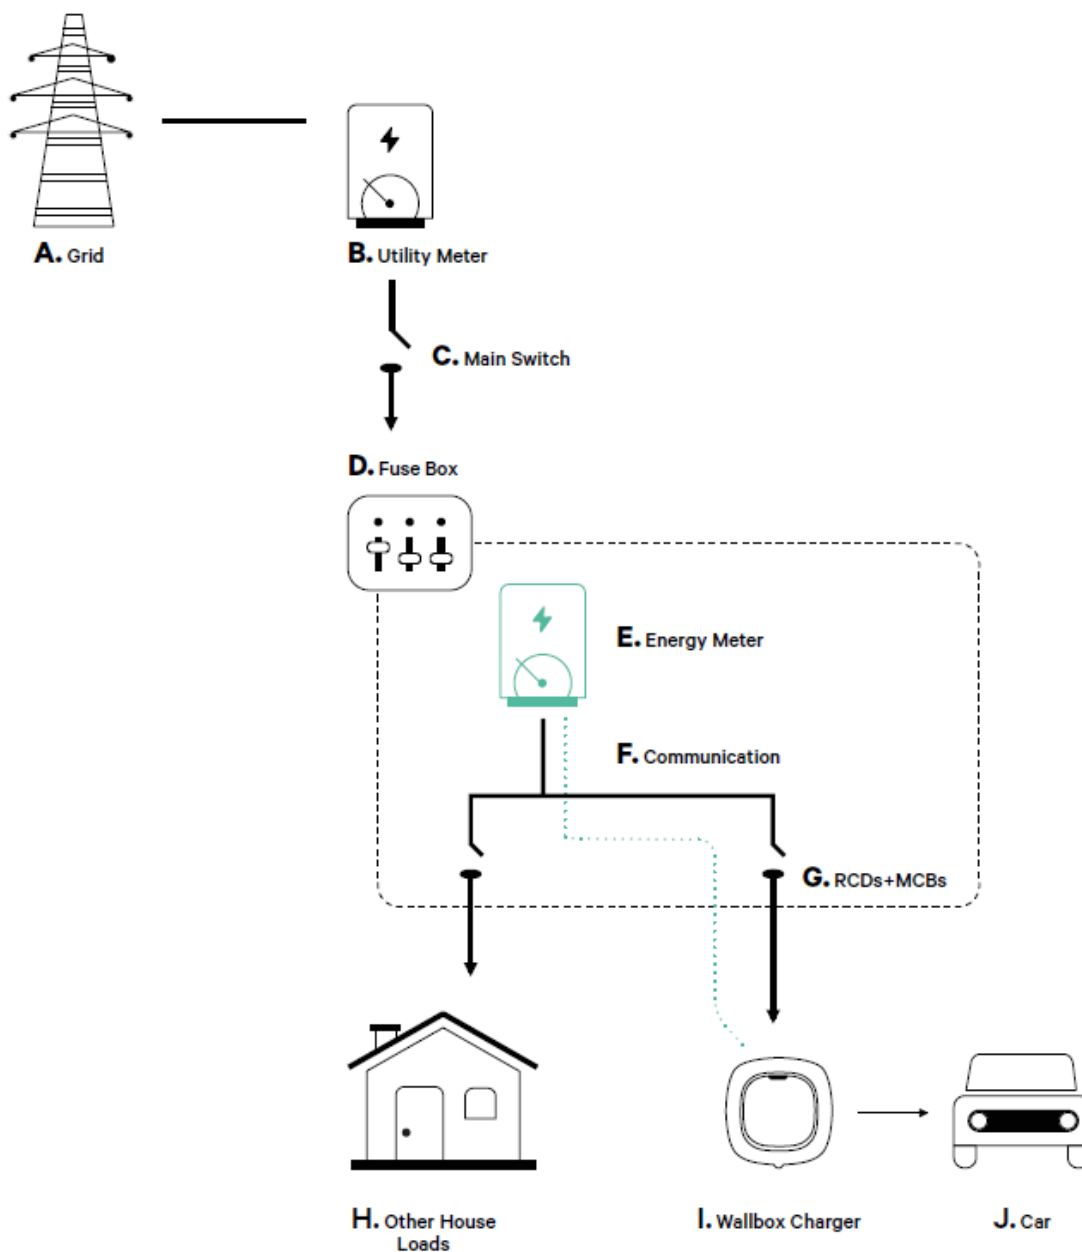 A. Grid
B. Utility Meter
C. Main Switch
D. Fuse Box
E. Energy Meter
F. Communication
G. RCDs+MCBs
H. Other House
Loads
I. Wallbox Charger
J. Car